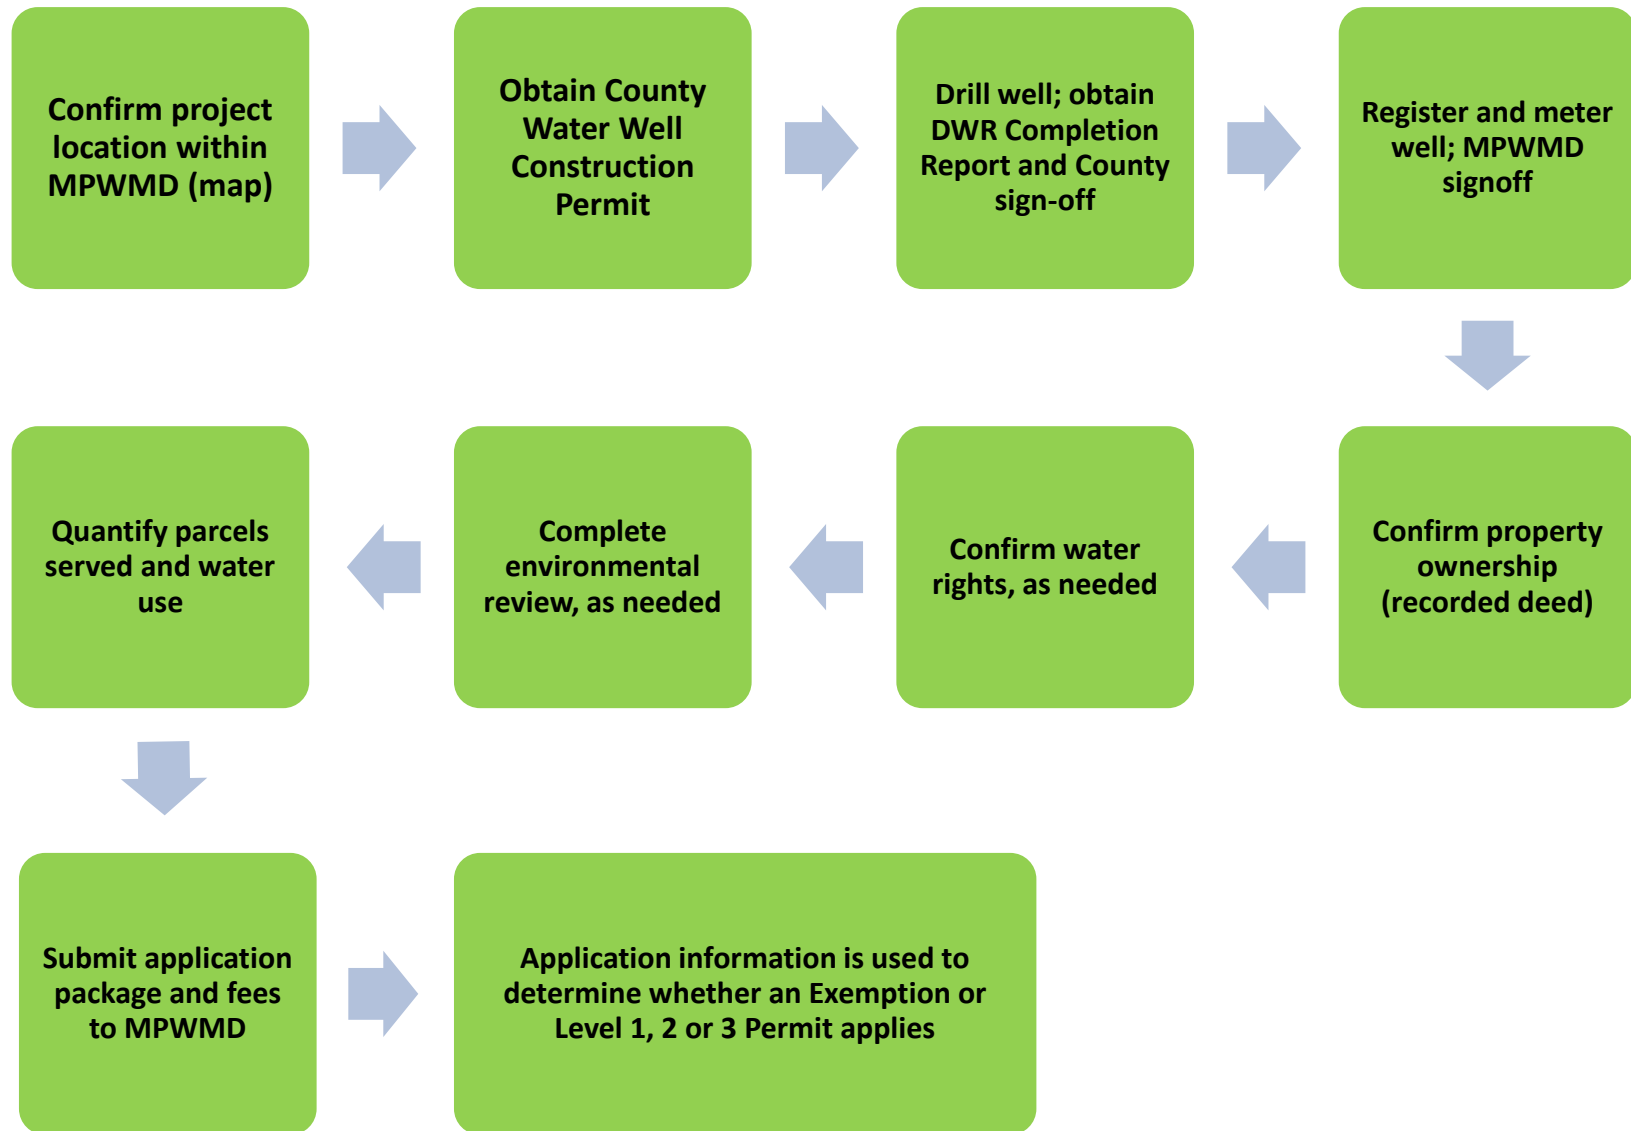 Confirm project
location within
MPWMD (map)
Obtain County
Water Well
Construction
Permit
Drill well; obtain
DWR Completion
Report and County
sign-off
Register and meter
well; MPWMD
signoff
Confirm property
ownership
(recorded deed)
Confirm water
rights, as needed
Complete
environmental
review, as needed
Quantify parcels
served and water
use
Submit application
package and fees
to MPWMD
Application information is used to
determine whether an Exemption or
Level 1, 2 or 3 Permit applies